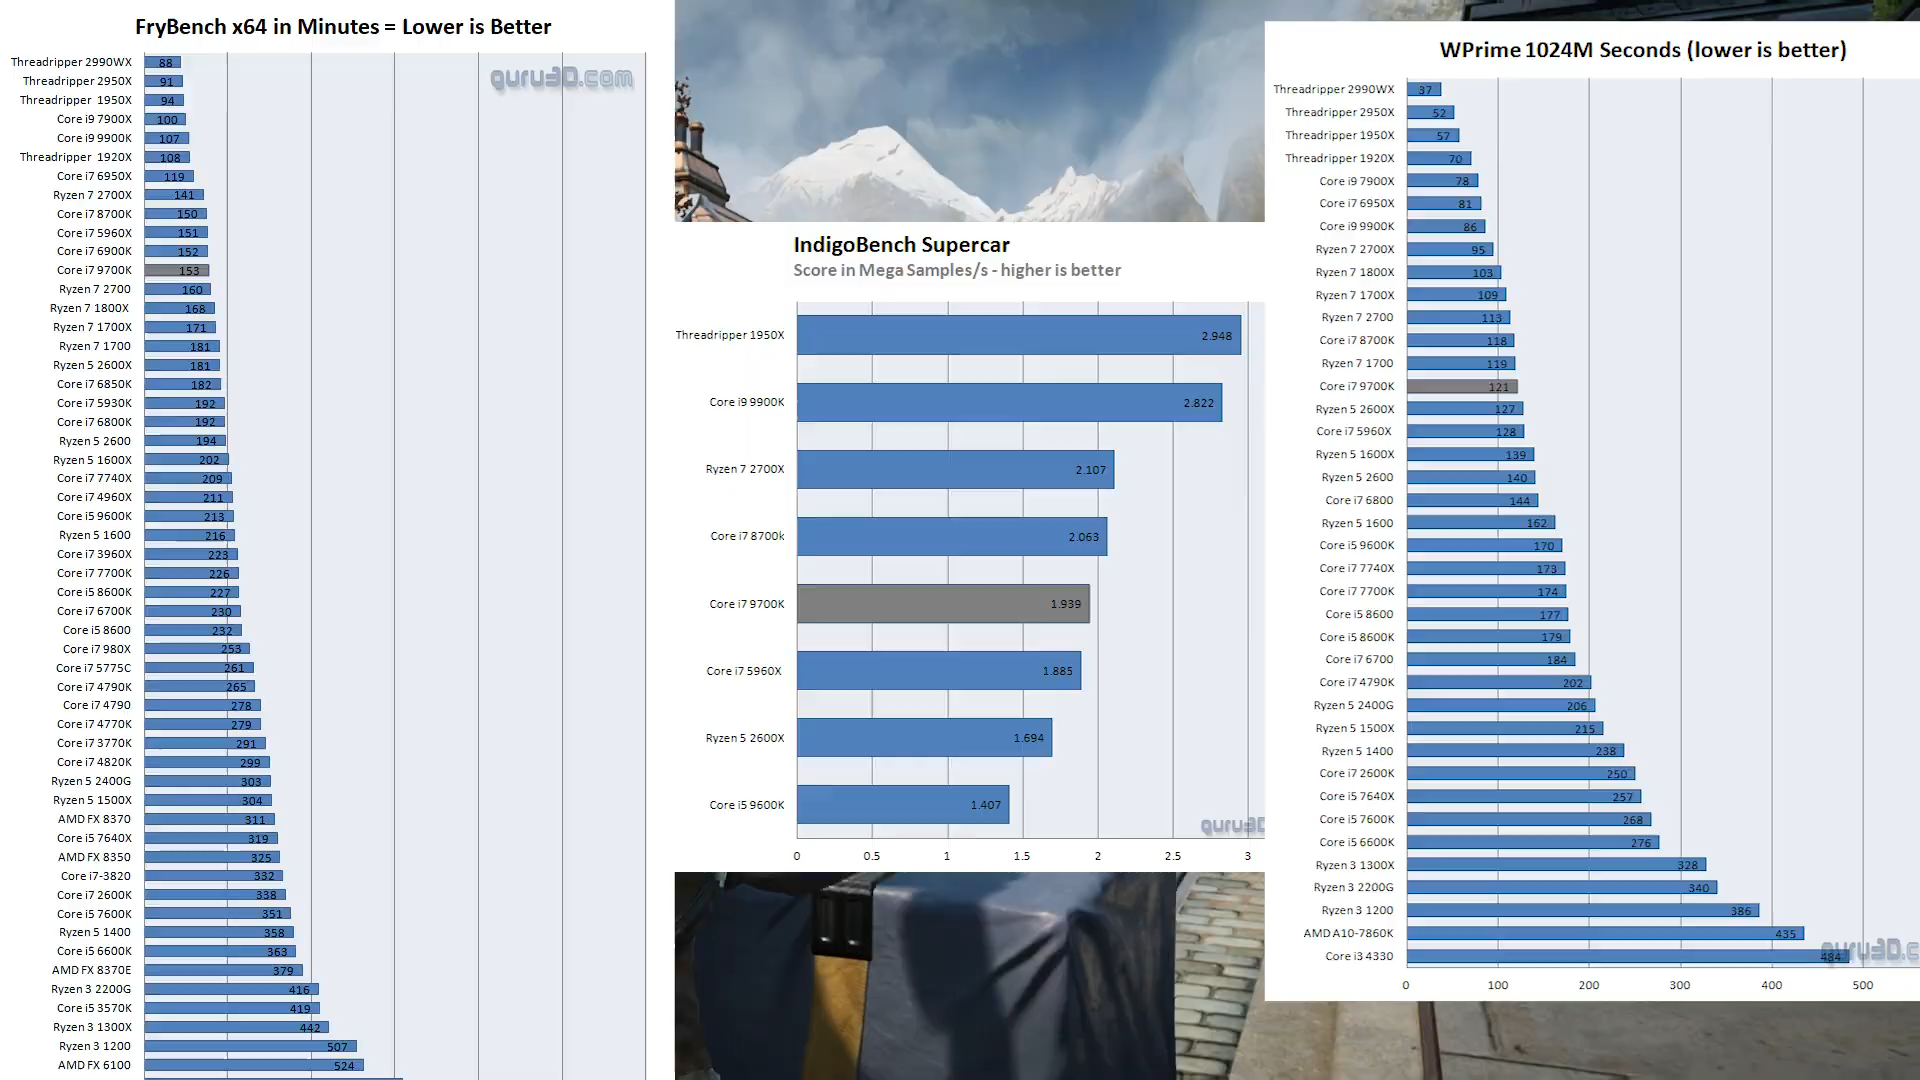 FryBench x64 in Minutes = Lower is Better
guru3D.com
Threadripper 2990WX 88
Threadripper 2950X 91
Threadripper 1950X 94
Core i9 7900X 100
Core i9 9900K 107
Threadripper 1920X 108
Core i7 6950X 119
Ryzen 7 2700X 141
Core i7 8700K 150
Core i7 5960X 151
Core i7 6900K 152
Core i7 9700K 153
Ryzen 7 2700 160
Ryzen 7 1800X 168
Ryzen 7 1700X 171
Ryzen 7 1700 181
Ryzen 5 2600X 181
Core i7 6850K 182
Core i7 5930K 192
Core i7 6800K 192
Ryzen 5 2600 194
Ryzen 5 1600X 202
Core i7 7740X 209
Core i7 4960X 211
Core i5 9600K 213
Ryzen 5 1600 216
Core i7 3960X 223
Core i7 7700K 226
Core i5 8600K 227
Core i7 6700K 230
Core i5 8600 232
Core i7 980X 253
Core i7 5775C 261
Core i7 4790K 265
Core i7 4790 278
Core i7 4770K 279
Core i7 3770K 291
Core i7 4820K 299
Ryzen 5 2400G 303
Ryzen 5 1500X 304
AMD FX 8370 311
Core i5 7640X 319
AMD FX 8350 325
Core i7-3820 332
Core i7 2600K 338
Core i5 7600K 351
Ryzen 5 1400 358
Core i5 6600K 363
AMD FX 8370E 379
Ryzen 3 2200G 416
Core i5 3570K 419
Ryzen 3 1300X 442
Ryzen 3 1200 507
AMD FX 6100 524
IndigoBench Supercar
Score in Mega Samples/s - higher is better
Threadripper 1950X 2.948
Core i9 9900K 2.822
Ryzen 7 2700X 2.107
Core i7 8700k 2.063
Core i7 9700K 1.939
Core i7 5960X 1.885
Ryzen 5 2600X 1.694
Core i5 9600K 1.407
guru3D
0 0.5 1 1.5 2 2.5 3
WPrime 1024M Seconds (lower is better)
Threadripper 2990WX 37
Threadripper 2950X 52
Threadripper 1950X 57
Threadripper 1920X 70
Core i9 7900X 78
Core i7 6950X 81
Core i9 9900K 86
Ryzen 7 2700X 95
Ryzen 7 1800X 103
Ryzen 7 1700X 109
Ryzen 7 2700 113
Core i7 8700K 118
Ryzen 7 1700 119
Core i7 9700K 121
Ryzen 5 2600X 127
Core i7 5960X 128
Ryzen 5 1600X 139
Ryzen 5 2600 140
Core i7 6800 144
Ryzen 5 1600 162
Core i5 9600K 170
Core i7 7740X 173
Core i7 7700K 174
Core i5 8600 177
Core i5 8600K 179
Core i7 6700 184
Core i7 4790K 202
Ryzen 5 2400G 206
Ryzen 5 1500X 215
Ryzen 5 1400 238
Core i7 2600K 250
Core i5 7640X 257
Core i5 7600K 268
Core i5 6600K 276
Ryzen 3 1300X 328
Ryzen 3 2200G 340
Ryzen 3 1200 386
AMD A10-7860K 435
Core i3 4330 484
guru3D.c
0 100 200 300 400 500